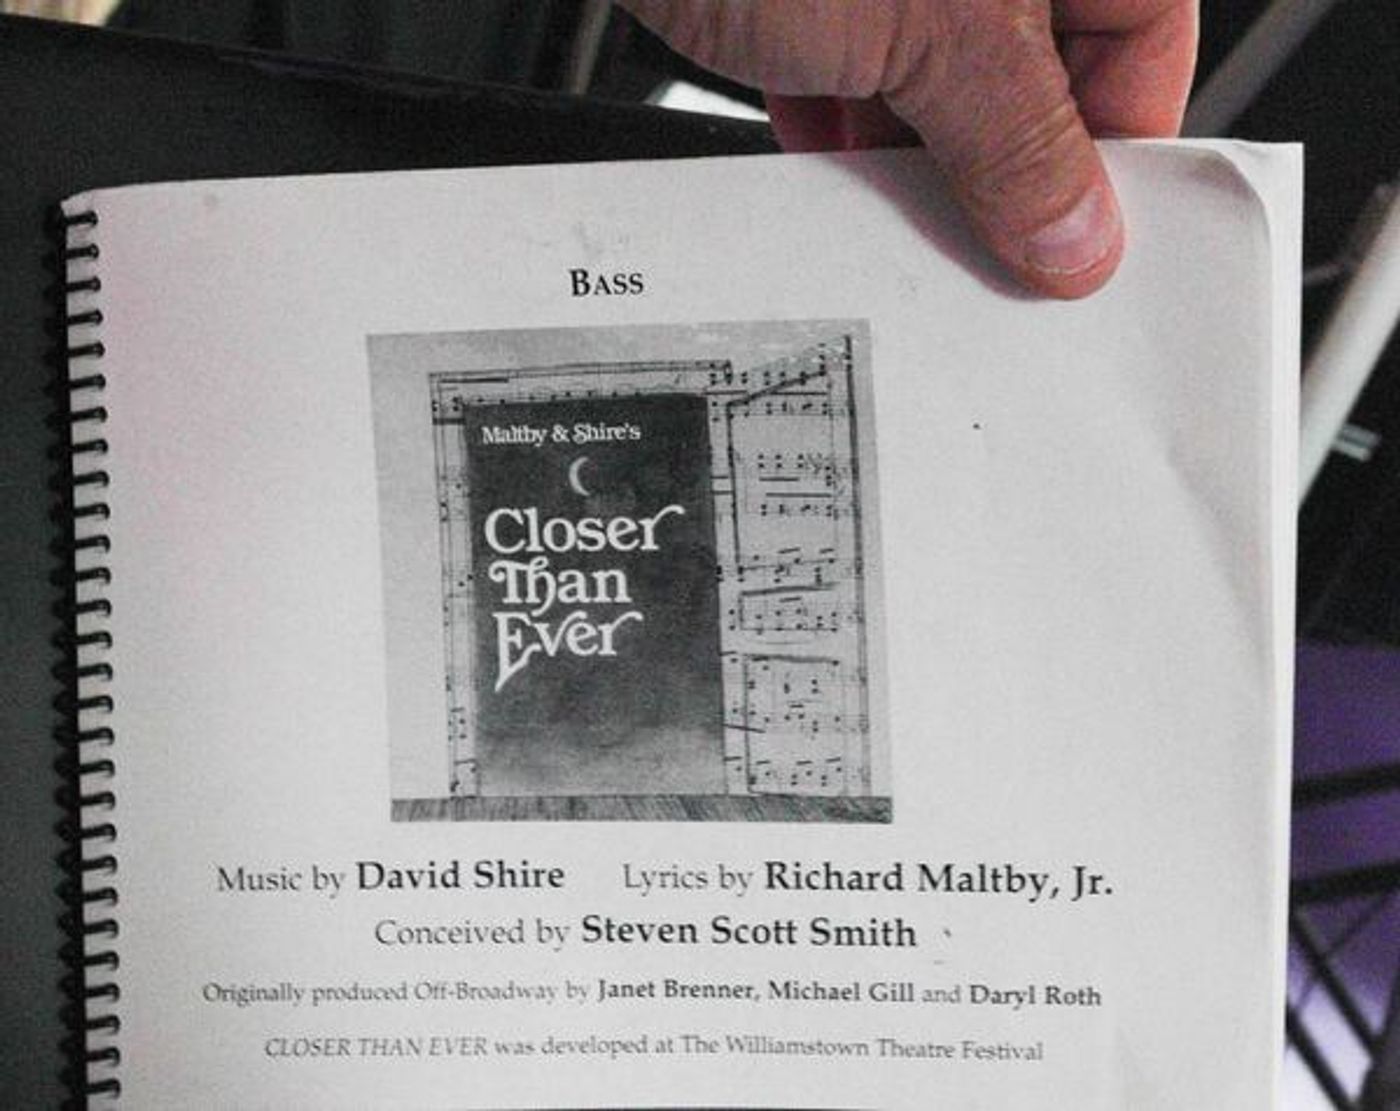 BASS
Maltby & Shire's
Closer
Than
Ever
Music by David Shire Lyrics by Richard Maltby, Jr.
Conceived by Steven Scott Smith
Originally produced Off-Broadway by Janet Brenner, Michael Gill and Daryl Roth
CLOSER THAN EVER was developed at The Williamstown Theatre Festival